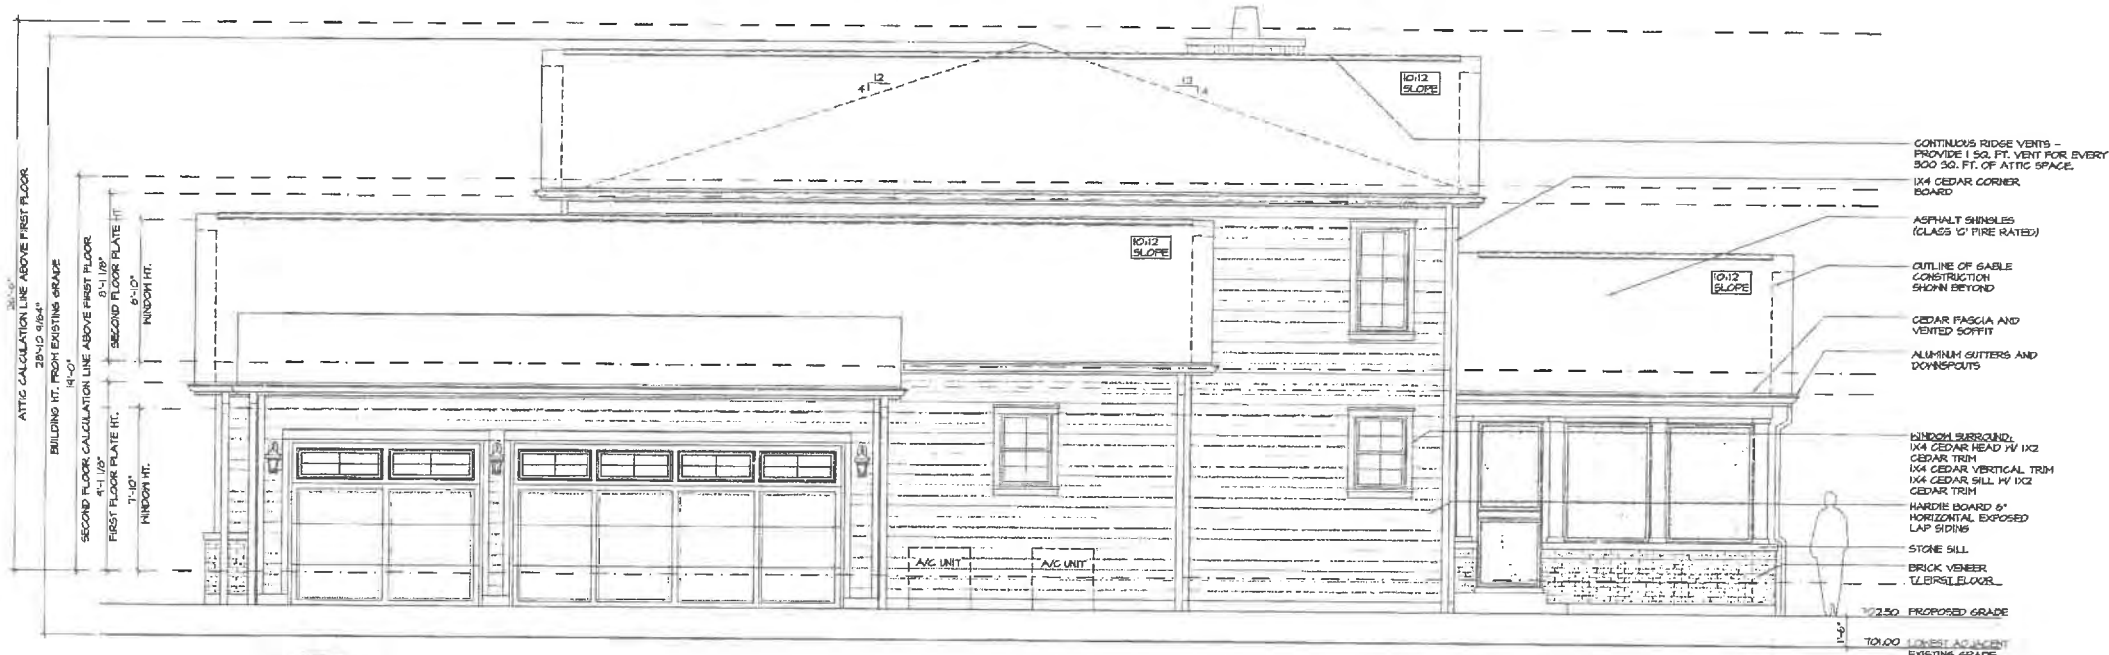 ATTIC CALCULATION LINE ABOVE FIRST FLOOR
28'-10 9/64"
BUILDING HT. FROM EXISTING GRADE
19'-0"
SECOND FLOOR CALCULATION LINE ABOVE FIRST FLOOR
8'-1 1/8"
SECOND FLOOR PLATE HT.
6'-10"
WINDOW HT.
9'-1 1/8"
FIRST FLOOR PLATE HT.
7'-10"
WINDOW HT.
12
4
12
4
10:12
SLOPE
10:12
SLOPE
10:12
SLOPE
A/C UNIT
A/C UNIT
CONTINUOUS RIDGE VENTS -
PROVIDE 1 SQ. FT. VENT FOR EVERY
300 SQ. FT. OF ATTIC SPACE.
1X4 CEDAR CORNER
BOARD
ASPHALT SHINGLES
(CLASS 'C' FIRE RATED)
OUTLINE OF GABLE
CONSTRUCTION
SHOWN BEYOND
CEDAR FASCIA AND
VENTED SOFFIT
ALUMINUM GUTTERS AND
DOWNSPOUTS
WINDOW SURROUND:
1X4 CEDAR HEAD W/ 1X2
CEDAR TRIM
1X4 CEDAR VERTICAL TRIM
1X4 CEDAR SILL W/ 1X2
CEDAR TRIM
HARDIE BOARD 6"
HORIZONTAL EXPOSED
LAP SIDING
STONE SILL
BRICK VENEER
T/ FIRST FLOOR
702.50 PROPOSED GRADE
1'-6"
701.00 LOWEST ADJACENT
EXISTING GRADE